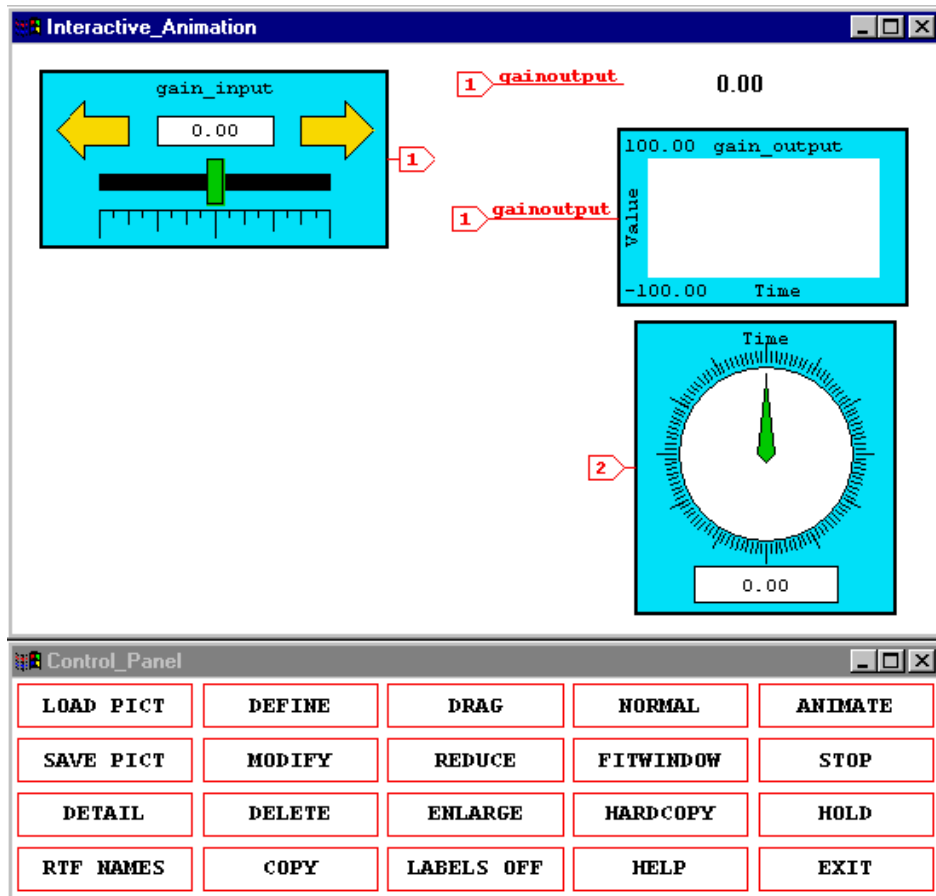 Interactive_Animation
gain_input
0.00
1
1 gainoutput
0.00
100.00 gain_output
1 gainoutput
Value
-100.00 Time
Time
2
0.00
Control_Panel
LOAD PICT DEFINE DRAG NORMAL ANIMATE
SAVE PICT MODIFY REDUCE FITWINDOW STOP
DETAIL DELETE ENLARGE HARDCOPY HOLD
RTF NAMES COPY LABELS OFF HELP EXIT